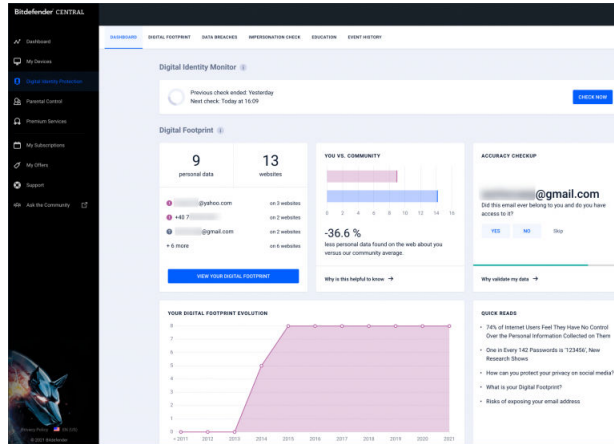 Bitdefender CENTRAL
Dashboard
My Devices
Digital Identity Protection
Parental Control
Premium Services
My Subscriptions
My Offers
Support
Ask the Community
Privacy Policy
© 2021 Bitdefender
DASHBOARD DIGITAL FOOTPRINT DATA BREACHES IMPERSONATION CHECK EDUCATION EVENT HISTORY
Digital Identity Monitor
Previous check ended: Yesterday
Next check: Today at 16:09
CHECK NOW
Digital Footprint
9
personal data
13
websites
@yahoo.com on 3 websites
+40 7 on 2 websites
@gmail.com on 2 websites
+ 6 more on 6 websites
VIEW YOUR DIGITAL FOOTPRINT
YOU VS. COMMUNITY
0 2 4 6 8 10 12 14 16
-36.6 %
less personal data found on the web about you
versus our community average.
Why is this helpful to know →
ACCURACY CHECKUP
@gmail.com
Did this email ever belong to you and do you have
access to it?
YES NO Skip
Why validate my data →
YOUR DIGITAL FOOTPRINT EVOLUTION
8
7
6
5
4
3
2
1
0
< 2011 2012 2013 2014 2015 2016 2017 2018 2019 2020 2021
QUICK READS
74% of Internet Users Feel They Have No Control
Over the Personal Information Collected on Them
One in Every 142 Passwords is '123456', New
Research Shows
How can you protect your privacy on social media?
What is your Digital Footprint?
Risks of exposing your email address